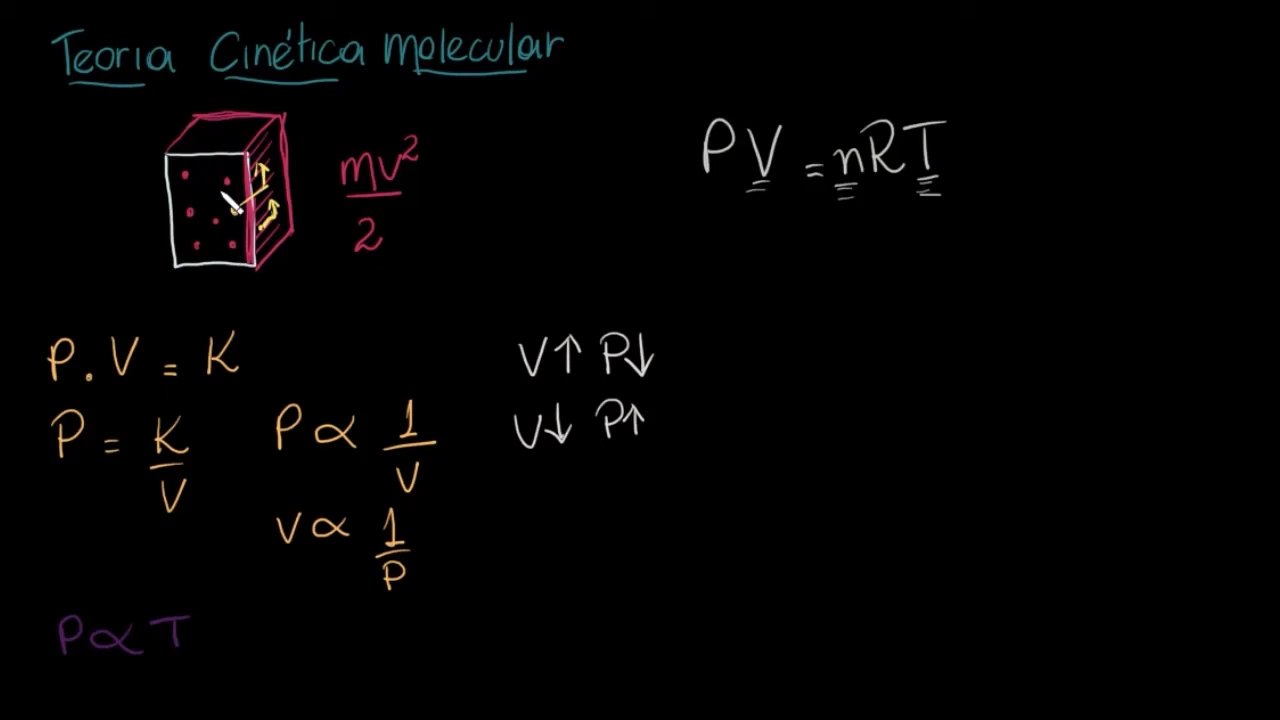 Teoria Cinética molecular
mv²
2
PV = nRT
P . V = K
P = K
V
P ∝ 1
V
V ∝ 1
P
V↑ P↓
V↓ P↑
P ∝ T